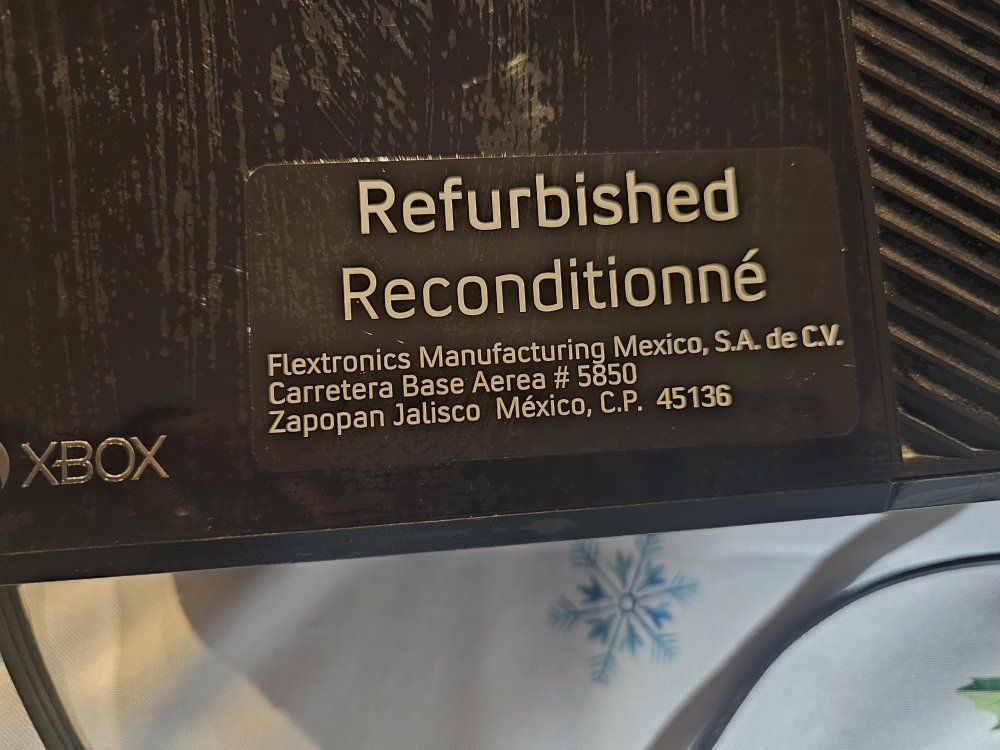 Refurbished
Reconditionné
Flextronics Manufacturing Mexico, S.A. de C.V.
Carretera Base Aerea # 5850
Zapopan Jalisco México, C.P. 45136
XBOX